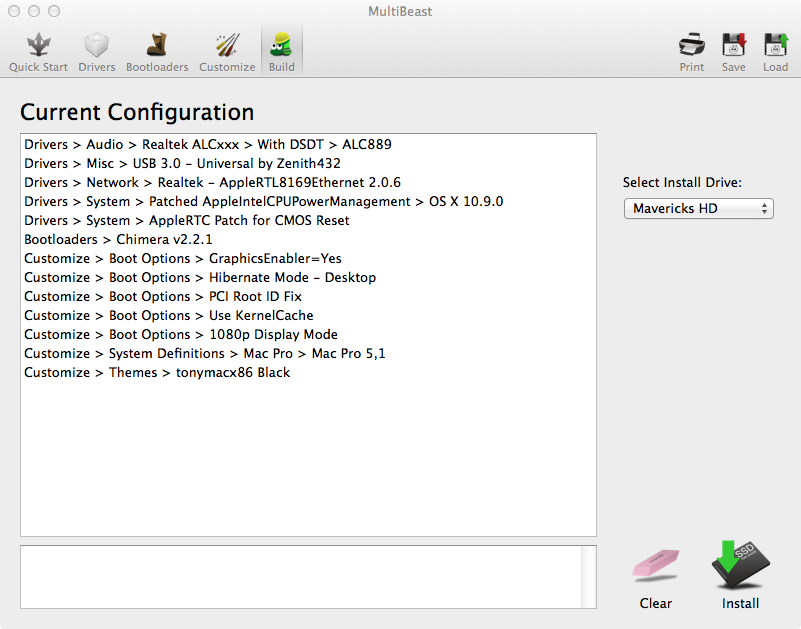 MultiBeast
Quick Start Drivers Bootloaders Customize Build Print Save Load
Current Configuration
Drivers > Audio > Realtek ALCxxx > With DSDT > ALC889
Drivers > Misc > USB 3.0 - Universal by Zenith432
Drivers > Network > Realtek - AppleRTL8169Ethernet 2.0.6
Drivers > System > Patched AppleIntelCPUPowerManagement > OS X 10.9.0
Drivers > System > AppleRTC Patch for CMOS Reset
Bootloaders > Chimera v2.2.1
Customize > Boot Options > GraphicsEnabler=Yes
Customize > Boot Options > Hibernate Mode - Desktop
Customize > Boot Options > PCI Root ID Fix
Customize > Boot Options > Use KernelCache
Customize > Boot Options > 1080p Display Mode
Customize > System Definitions > Mac Pro > Mac Pro 5,1
Customize > Themes > tonymacx86 Black
Select Install Drive:
Mavericks HD
SSD
Clear Install